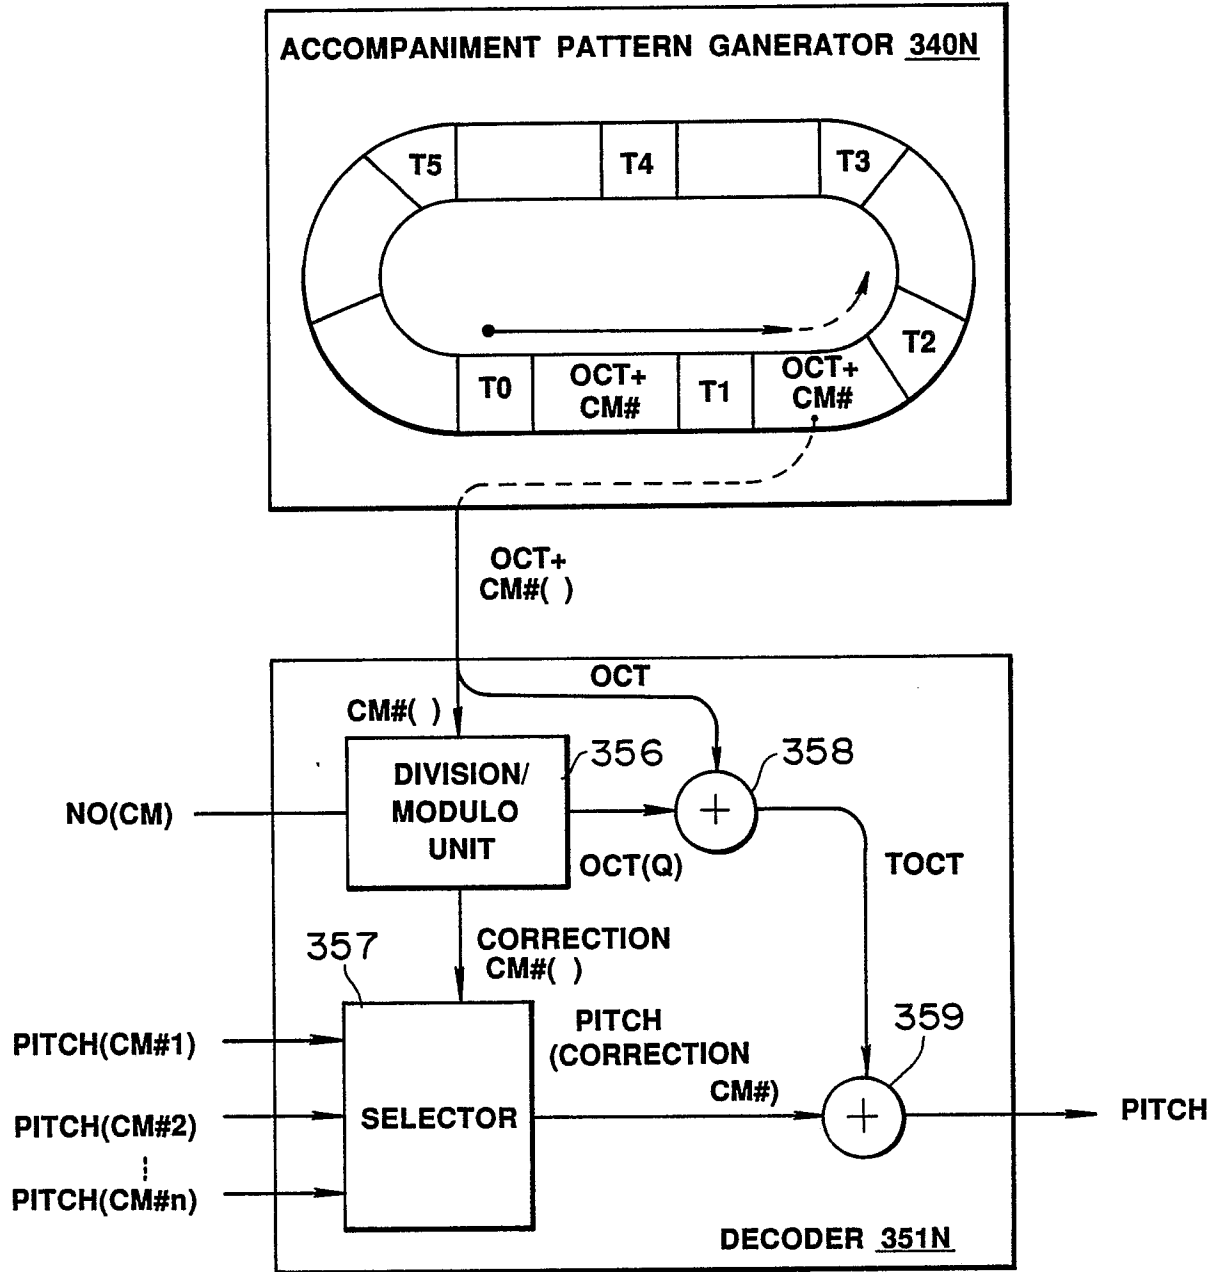 ACCOMPANIMENT PATTERN GANERATOR 340N
T5
T4
T3
T2
T0
OCT+
CM#
T1
OCT+
CM#
OCT+
CM#( )
OCT
CM#( )
356
358
DIVISION/
MODULO
UNIT
NO(CM)
+
OCT(Q)
TOCT
357
CORRECTION
CM#( )
359
PITCH(CM#1)
PITCH
(CORRECTION
CM#)
PITCH(CM#2)
SELECTOR
+
PITCH
PITCH(CM#n)
DECODER 351N